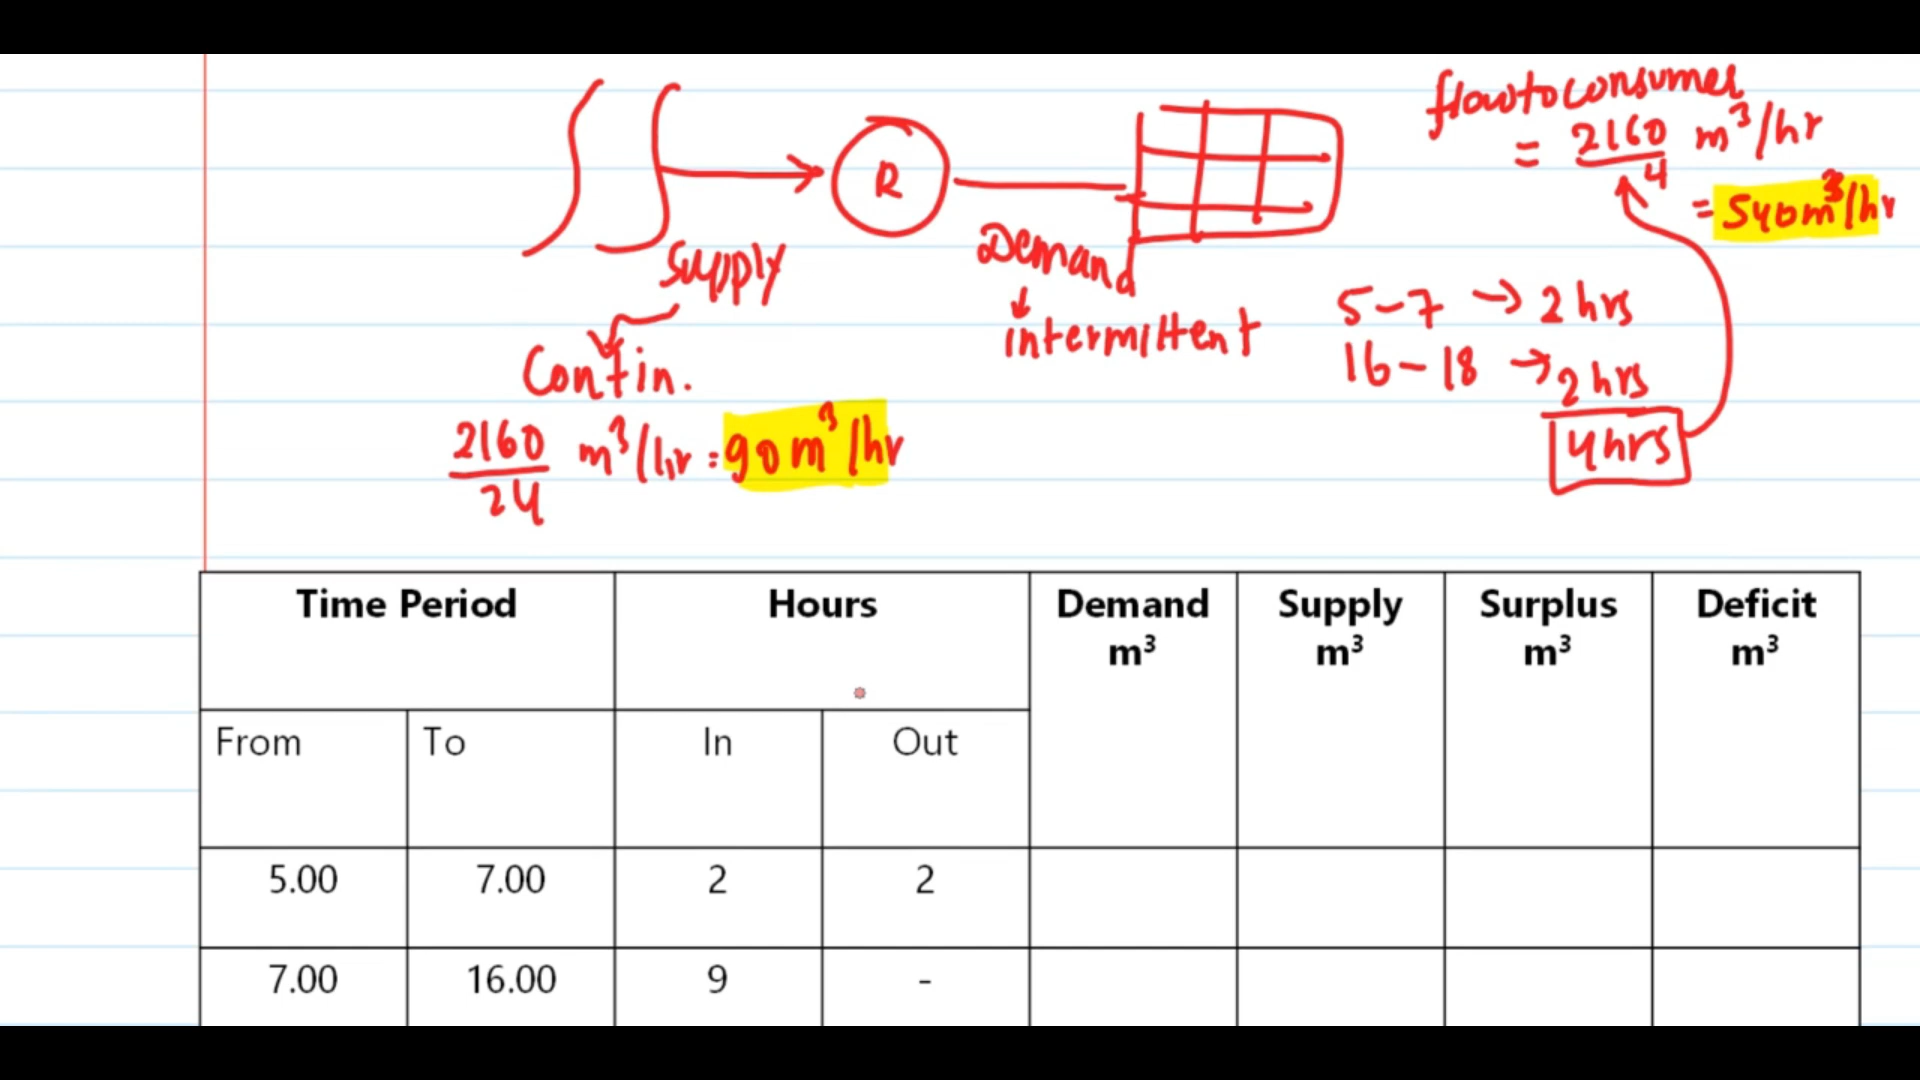 flow to consumer
= 2160/4 m³/hr
= 540 m³/hr
R
Supply
Demand
intermittent
Contin.
2160/24 m³/hr = 90 m³/hr
5-7 → 2 hrs
16-18 → 2 hrs
4 hrs
Time Period Hours Demand m³ Supply m³ Surplus m³ Deficit m³
From To In Out
5.00 7.00 2 2
7.00 16.00 9 -